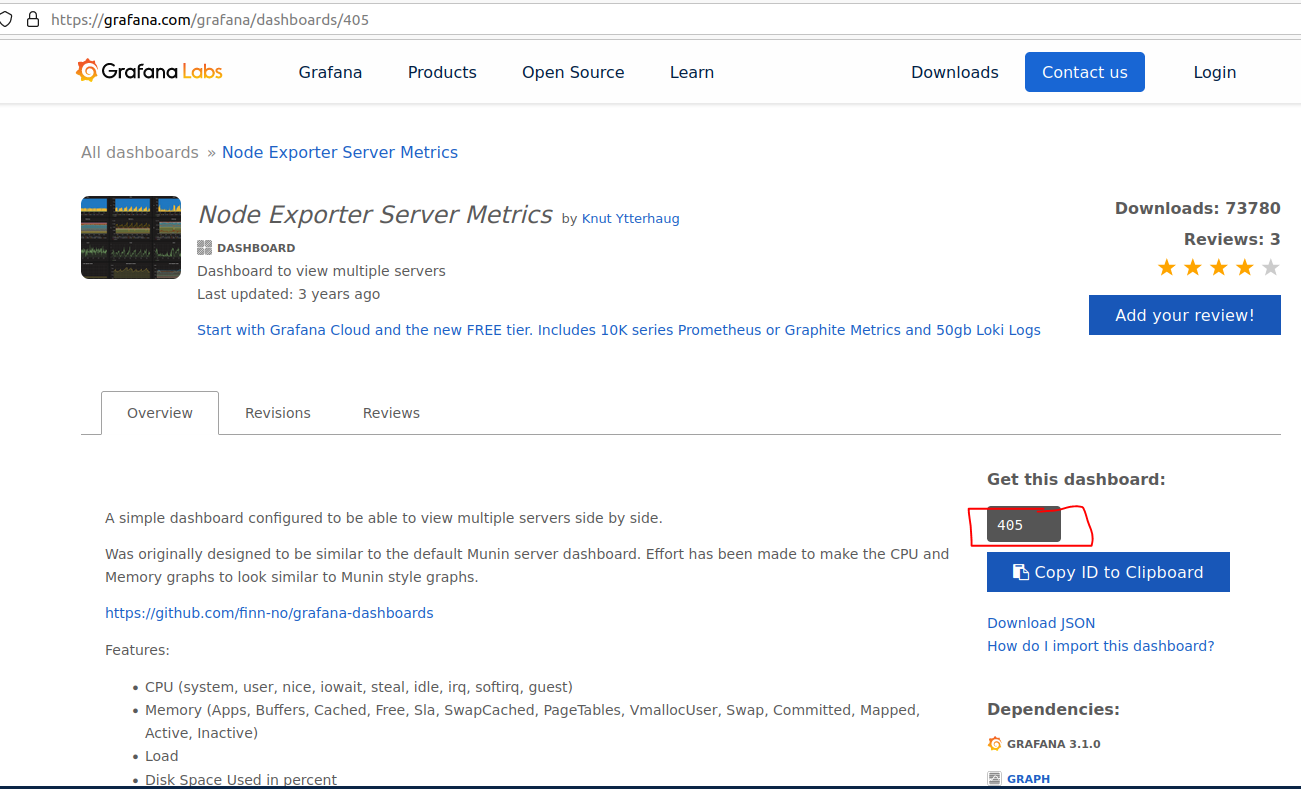 https://grafana.com/grafana/dashboards/405
Grafana Labs
Grafana Products Open Source Learn Downloads Contact us Login
All dashboards » Node Exporter Server Metrics
Node Exporter Server Metrics by Knut Ytterhaug
DASHBOARD
Dashboard to view multiple servers
Last updated: 3 years ago
Start with Grafana Cloud and the new FREE tier. Includes 10K series Prometheus or Graphite Metrics and 50gb Loki Logs
Downloads: 73780
Reviews: 3
Add your review!
Overview Revisions Reviews
A simple dashboard configured to be able to view multiple servers side by side.
Was originally designed to be similar to the default Munin server dashboard. Effort has been made to make the CPU and
Memory graphs to look similar to Munin style graphs.
https://github.com/finn-no/grafana-dashboards
Features:
• CPU (system, user, nice, iowait, steal, idle, irq, softirq, guest)
• Memory (Apps, Buffers, Cached, Free, Sla, SwapCached, PageTables, VmallocUser, Swap, Committed, Mapped,
Active, Inactive)
• Load
• Disk Space Used in percent
Get this dashboard:
405
Copy ID to Clipboard
Download JSON
How do I import this dashboard?
Dependencies:
GRAFANA 3.1.0
GRAPH